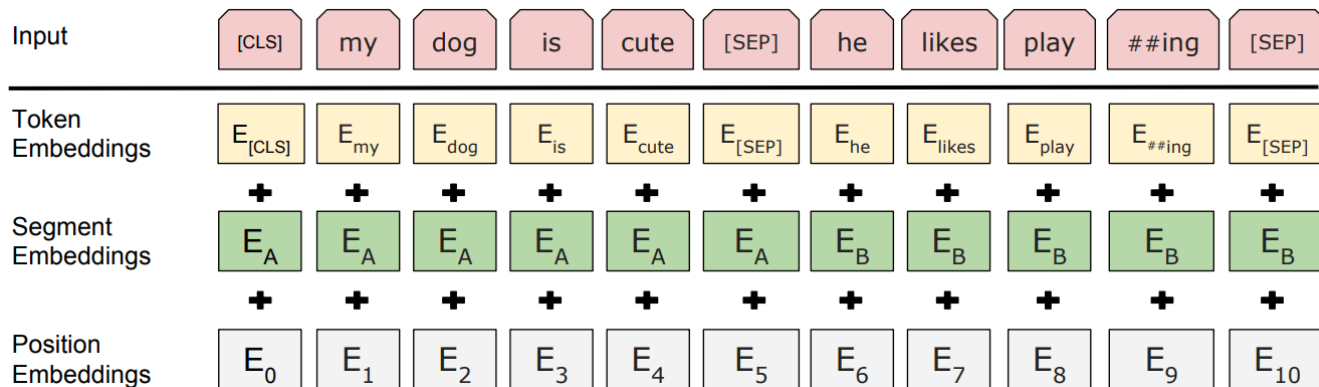 Input [CLS] my dog is cute [SEP] he likes play ##ing [SEP]
Token
Embeddings
E[CLS] Emy Edog Eis Ecute E[SEP] Ehe Elikes Eplay E##ing E[SEP]
+ + + + + + + + + + +
Segment
Embeddings
EA EA EA EA EA EA EB EB EB EB EB
+ + + + + + + + + + +
Position
Embeddings
E0 E1 E2 E3 E4 E5 E6 E7 E8 E9 E10